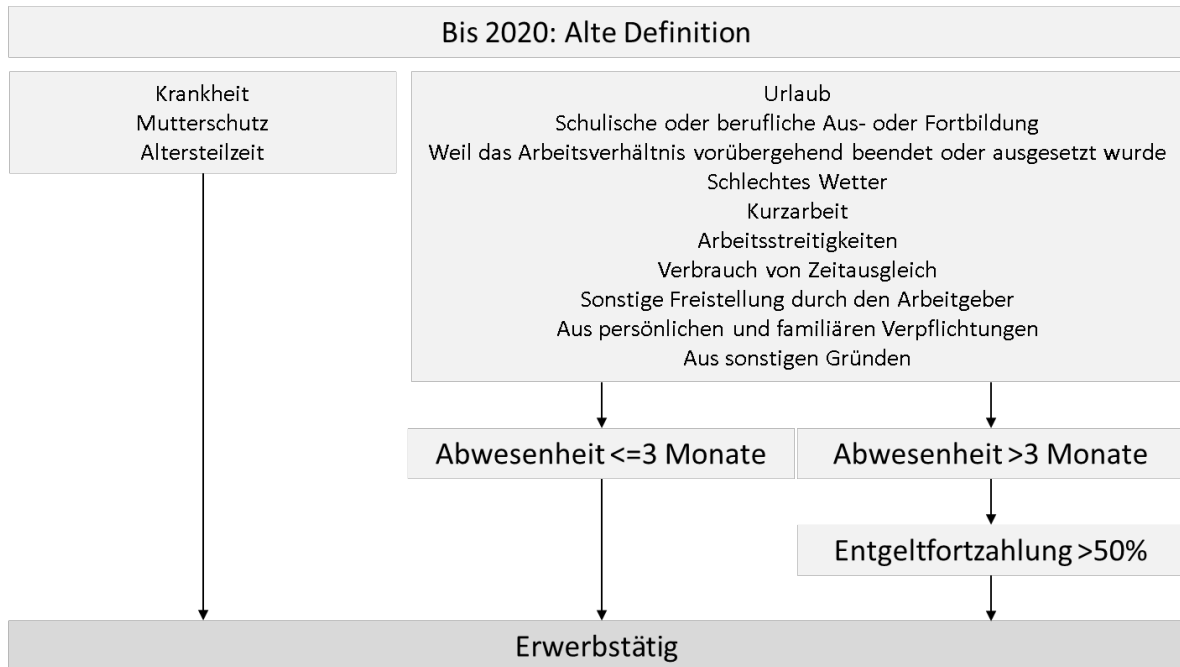 Bis 2020: Alte Definition
Krankheit
Mutterschutz
Altersteilzeit
Urlaub
Schulische oder berufliche Aus- oder Fortbildung
Weil das Arbeitsverhältnis vorübergehend beendet oder ausgesetzt wurde
Schlechtes Wetter
Kurzarbeit
Arbeitsstreitigkeiten
Verbrauch von Zeitausgleich
Sonstige Freistellung durch den Arbeitgeber
Aus persönlichen und familiären Verpflichtungen
Aus sonstigen Gründen
Abwesenheit <=3 Monate
Abwesenheit >3 Monate
Entgeltfortzahlung >50%
Erwerbstätig